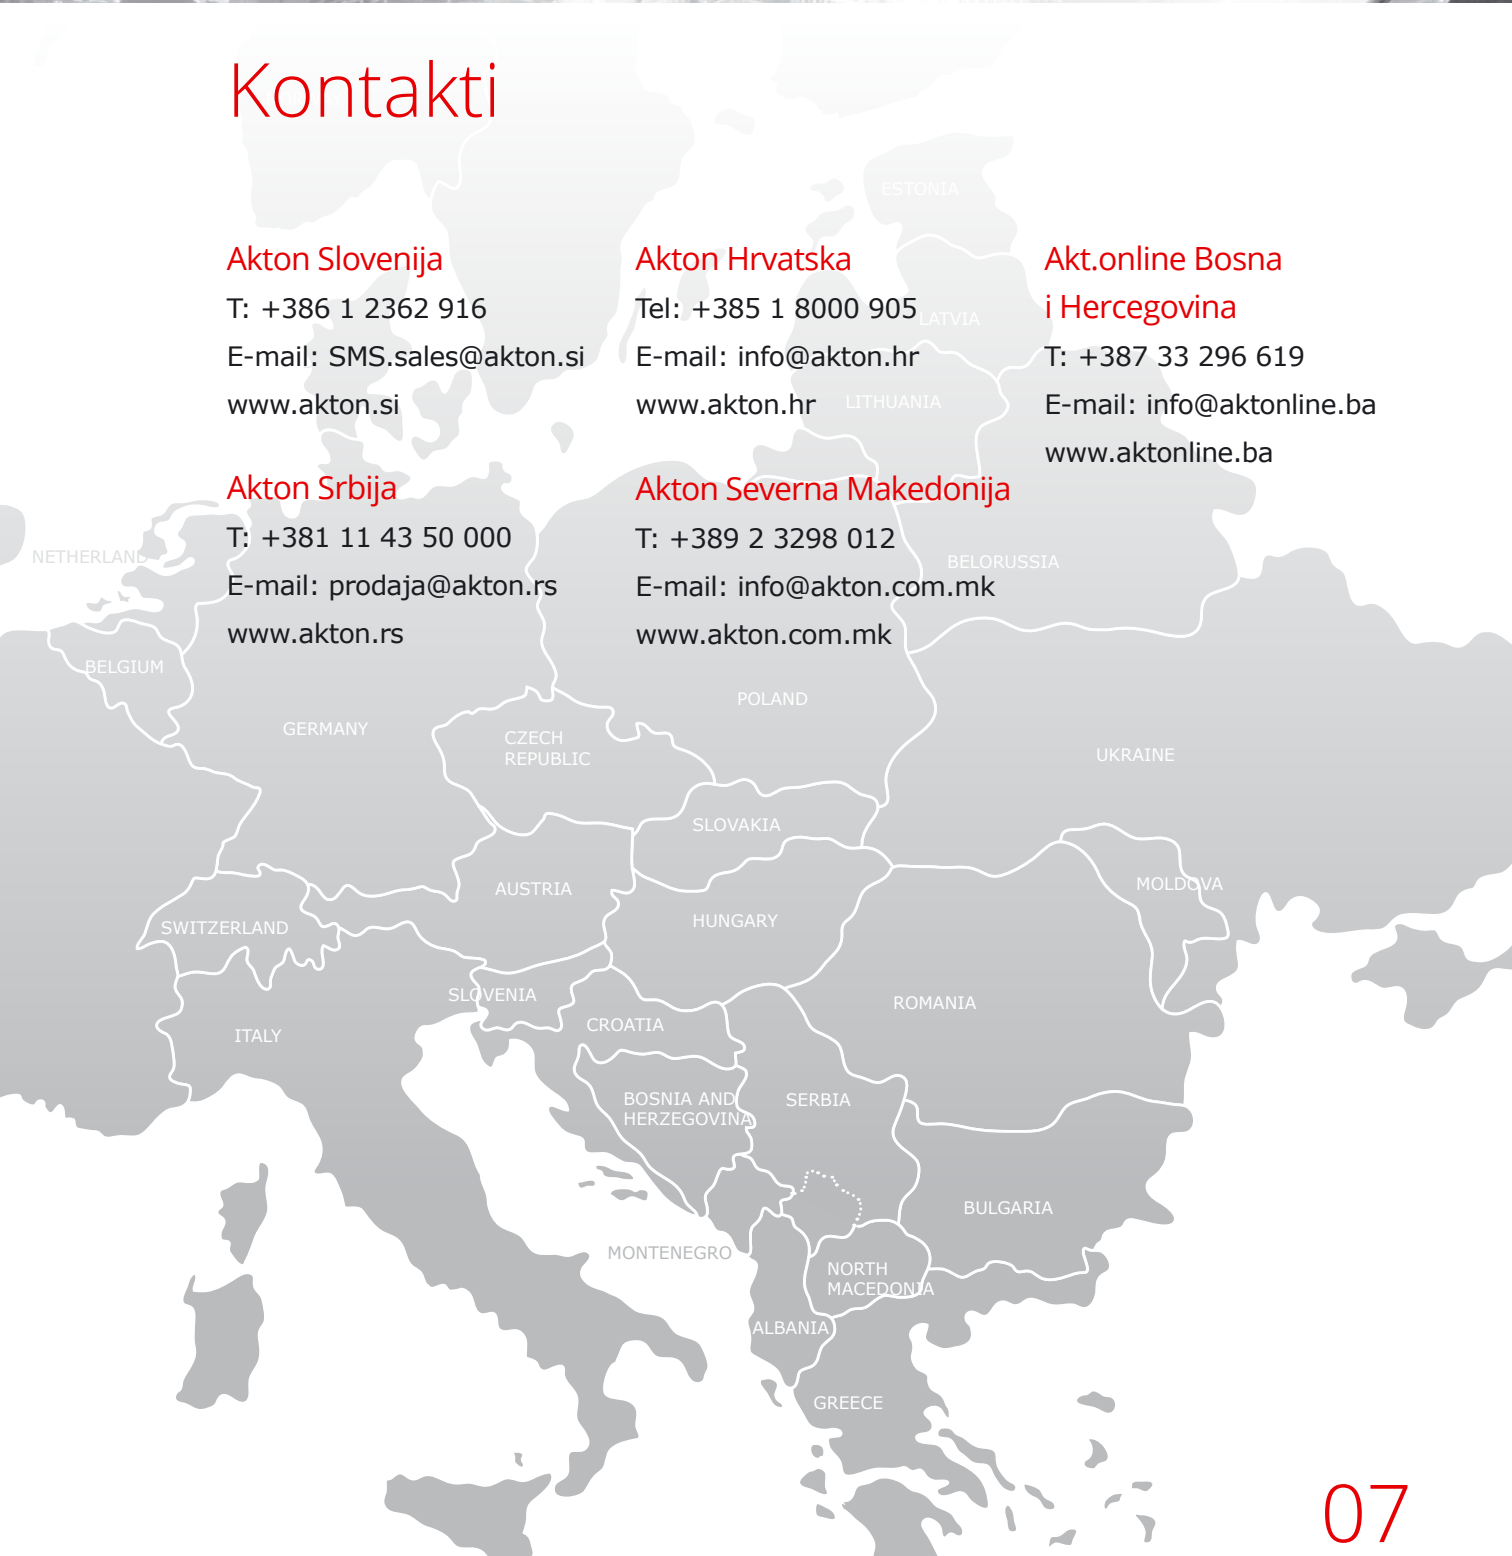 Kontakti
Akton Slovenija
T: +386 1 2362 916
E-mail: SMS.sales@akton.si
www.akton.si
Akton Hrvatska
Tel: +385 1 8000 905
E-mail: info@akton.hr
www.akton.hr
Akt.online Bosna
i Hercegovina
T: +387 33 296 619
E-mail: info@aktonline.ba
www.aktonline.ba
Akton Srbija
T: +381 11 43 50 000
E-mail: prodaja@akton.rs
www.akton.rs
Akton Severna Makedonija
T: +389 2 3298 012
E-mail: info@akton.com.mk
www.akton.com.mk
ESTONIA
LATVIA
LITHUANIA
BELORUSSIA
NETHERLAND
BELGIUM
GERMANY
POLAND
CZECH
REPUBLIC
UKRAINE
SLOVAKIA
AUSTRIA
MOLDOVA
HUNGARY
SWITZERLAND
SLOVENIA
ROMANIA
CROATIA
ITALY
BOSNIA AND
HERZEGOVINA
SERBIA
BULGARIA
MONTENEGRO
NORTH
MACEDONIA
ALBANIA
GREECE
07